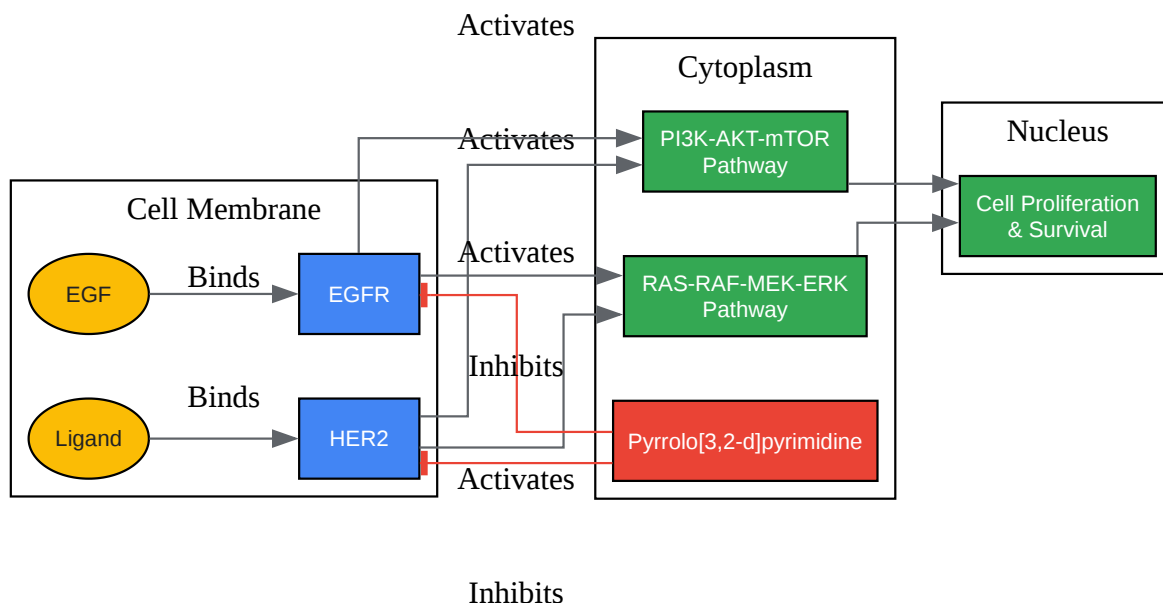 Activates
Cytoplasm
PI3K-AKT-mTOR
Pathway
Activates
Nucleus
Cell Proliferation
& Survival
Cell Membrane
Activates
EGF
Binds
EGFR
RAS-RAF-MEK-ERK
Pathway
Inhibits
Ligand
Binds
HER2
Pyrrolo[3,2-d]pyrimidine
Activates
Inhibits